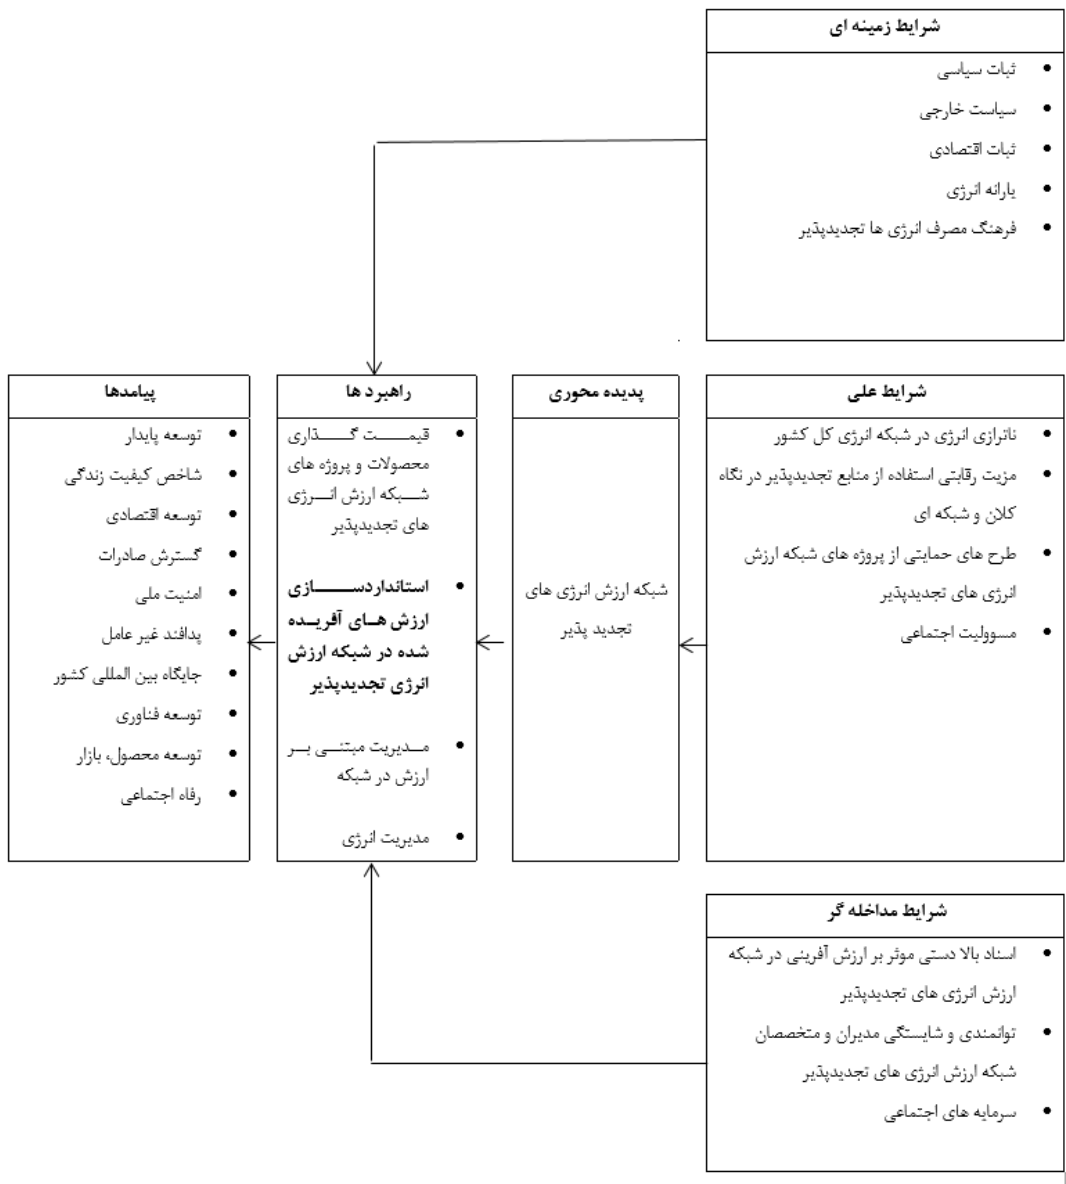 شرایط زمینه ای
ثبات سیاسی
سیاست خارجی
ثبات اقتصادی
یارانه انرژی
فرهنگ مصرف انرژی ها تجدیدپذیر
شرایط علی
ناترازی انرژی در شبکه انرژی کل کشور
مزیت رقابتی استفاده از منابع تجدیدپذیر در نگاه
کلان و شبکه ای
طرح های حمایتی از پروژه های شبکه ارزش
انرژی های تجدیدپذیر
مسوولیت اجتماعی
پدیده محوری
شبکه ارزش انرژی های
تجدید پذیر
راهبرد ها
قیمت گذاری
محصولات و پروژه های
شبکه ارزش انرژی
های تجدیدپذیر
استانداردسازی
ارزش های آفریده
شده در شبکه ارزش
انرژی تجدیدپذیر
مدیریت مبتنی بر
ارزش در شبکه
مدیریت انرژی
پیامدها
توسعه پایدار
شاخص کیفیت زندگی
توسعه اقتصادی
گسترش صادرات
امنیت ملی
پدافند غیر عامل
جایگاه بین المللی کشور
توسعه فناوری
توسعه محصول، بازار
رفاه اجتماعی
شرایط مداخله گر
اسناد بالا دستی موثر بر ارزش آفرینی در شبکه
ارزش انرژی های تجدیدپذیر
توانمندی و شایستگی مدیران و متخصصان
شبکه ارزش انرژی های تجدیدپذیر
سرمایه های اجتماعی